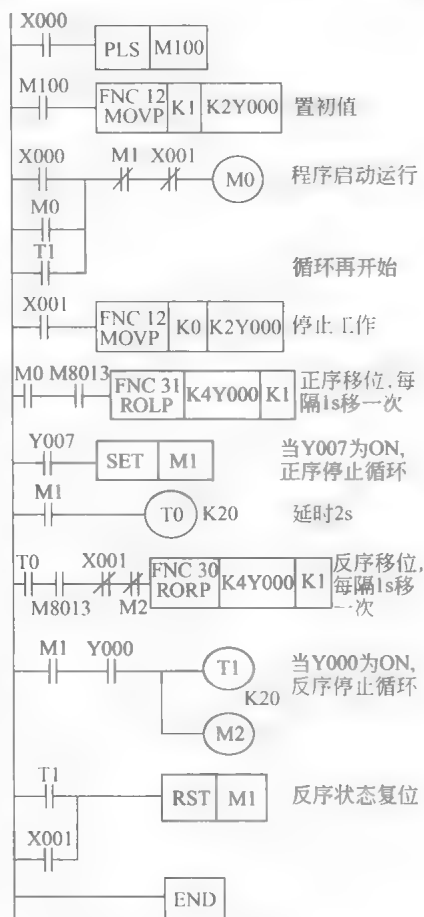 X000
PLS M100
M100
FNC 12
MOVP K1 K2Y000 置初值
X000 M1 X001
M0 程序启动运行
M0
T1
循环再开始
X001
FNC 12
MOVP K0 K2Y000 停止工作
M0 M8013
FNC 31
ROLP K4Y000 K1
正序移位,每
隔1s移一次
Y007
SET M1
当Y007为ON,
正序停止循环
M1
T0 K20 延时2s
T0 X001
M8013 M2
FNC 30
RORP K4Y000 K1
反序移位,
每隔1s移
一次
M1 Y000
T1
K20
M2
当Y000为ON,
反序停止循环
T1
RST M1 反序状态复位
X001
END